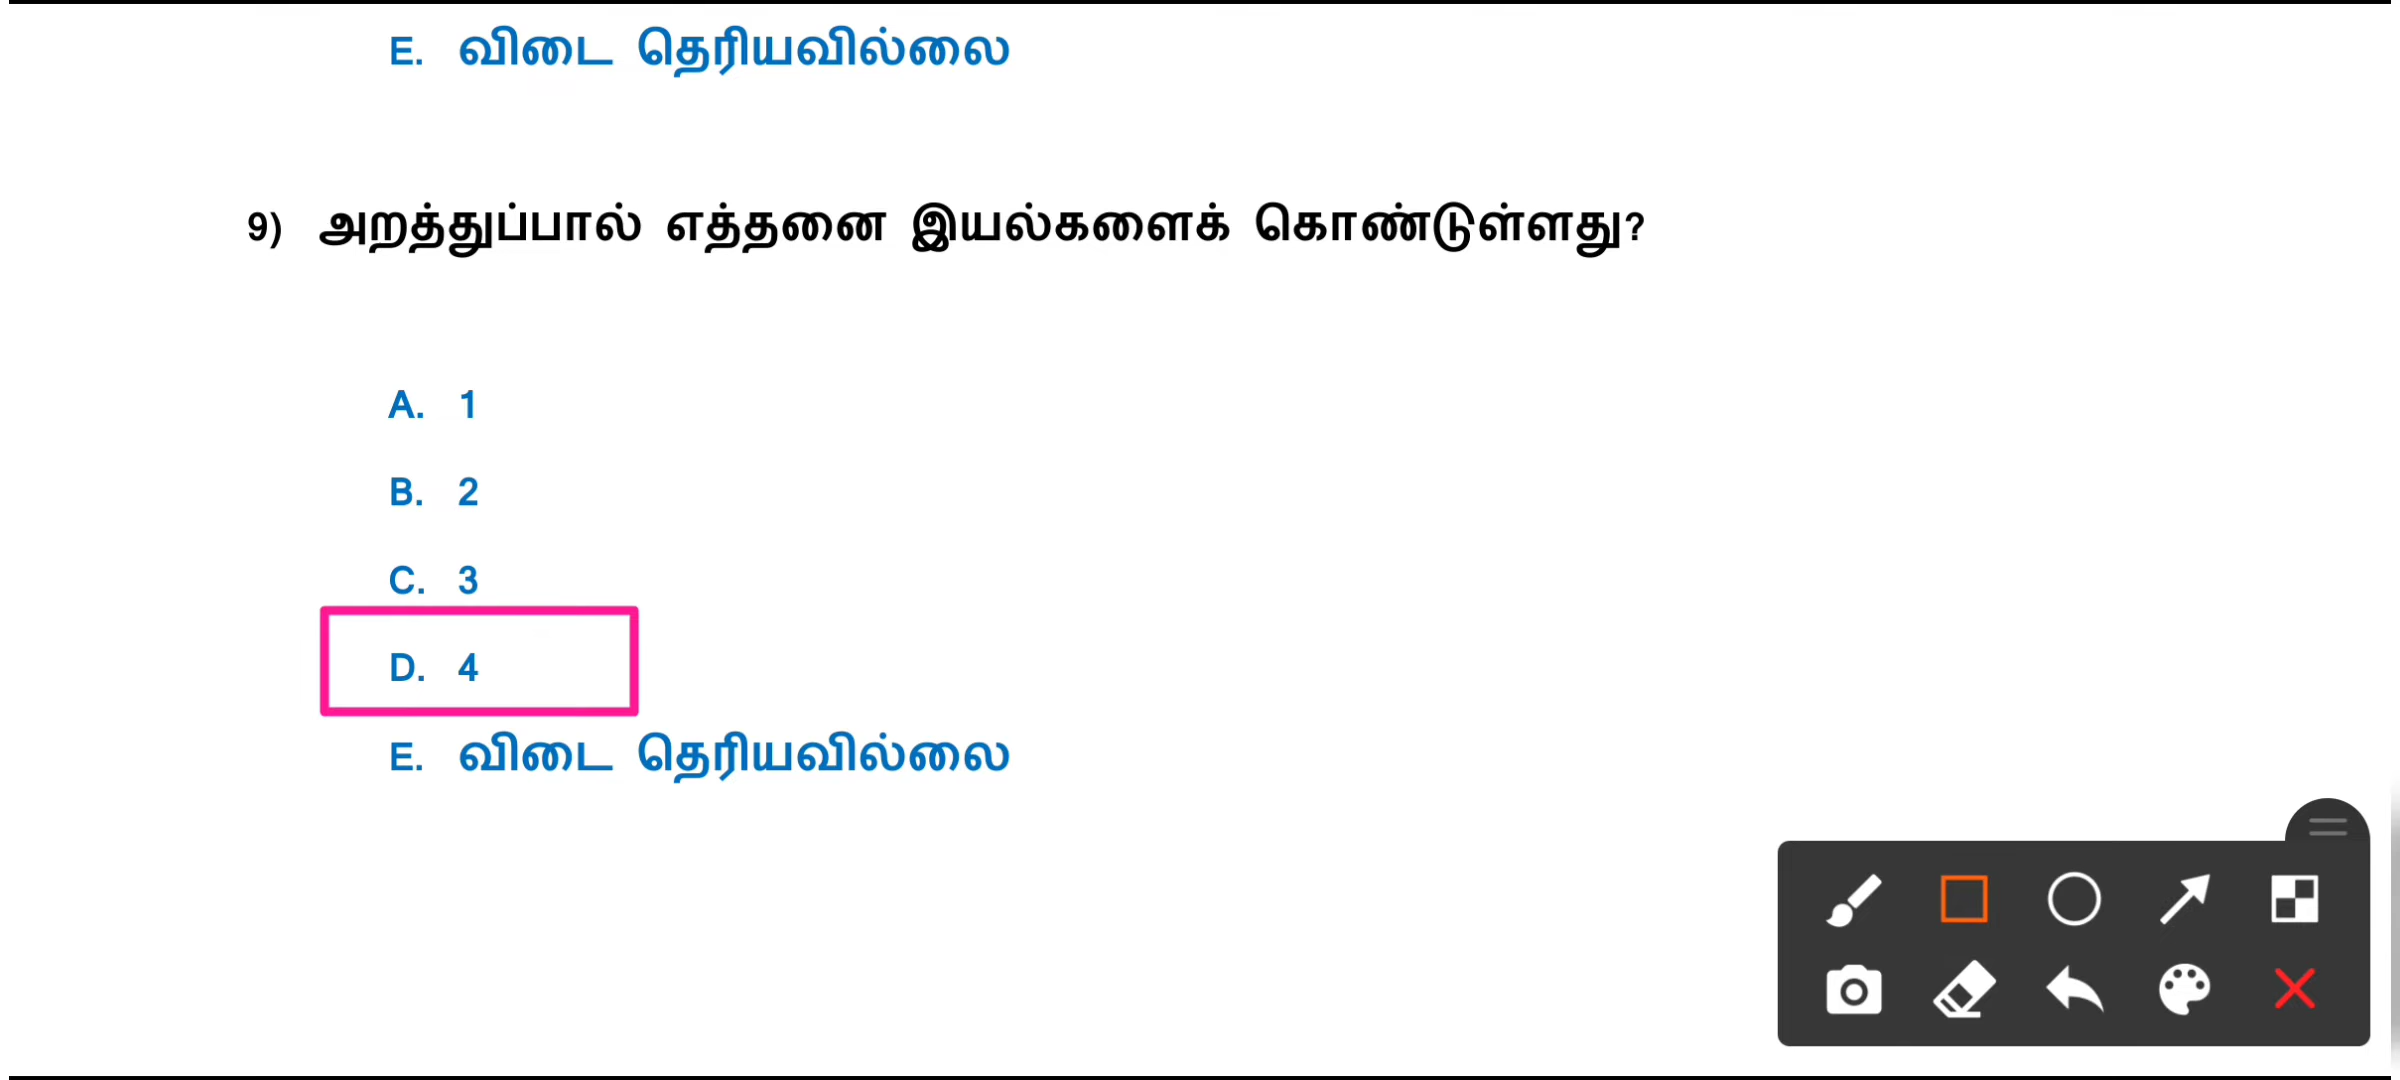 E. விடை தெரியவில்லை
9) அறத்துப்பால் எத்தனை இயல்களைக் கொண்டுள்ளது?
A. 1
B. 2
C. 3
D. 4
E. விடை தெரியவில்லை